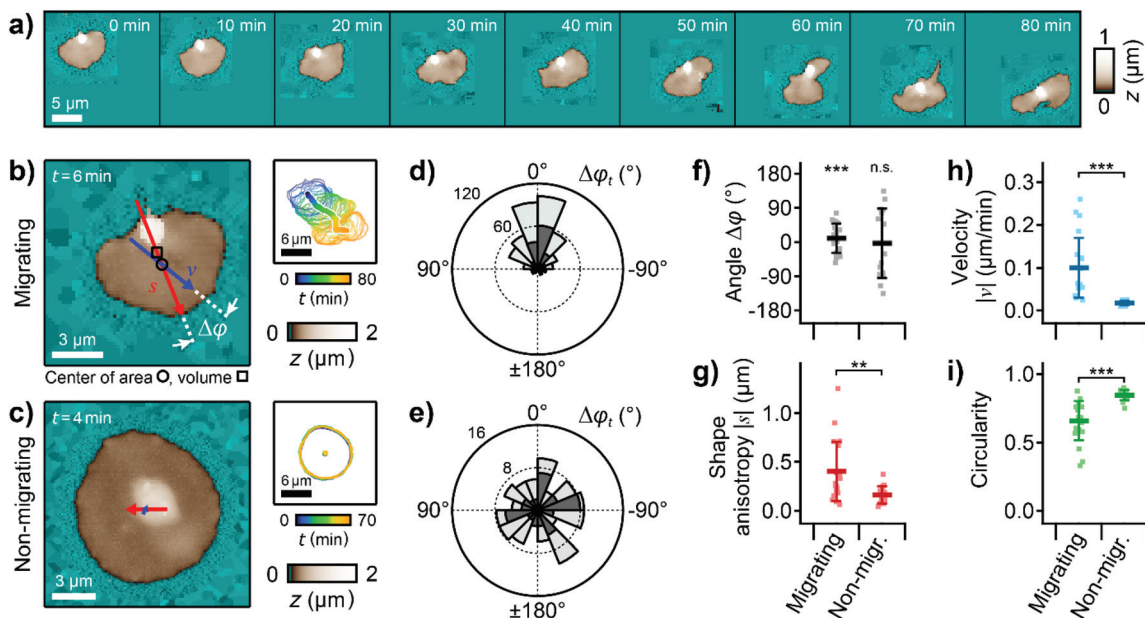 a)
0 min
10 min
20 min
30 min
40 min
50 min
60 min
70 min
80 min
5 µm
1
0
z (µm)
b)
Migrating
t = 6 min
s
v
Δφ
3 µm
Center of area, volume
6 µm
0
80
t (min)
0
2
z (µm)
c)
Non-migrating
t = 4 min
3 µm
6 µm
0
70
t (min)
0
2
z (µm)
d)
0°
Δφt (°)
120
60
90°
-90°
±180°
e)
0°
Δφt (°)
16
8
90°
-90°
±180°
f)
Angle Δφ (°)
180
90
0
-90
-180
***
n.s.
g)
Shape
anisotropy |s| (µm)
1.0
0.5
0.0
**
Migrating
Non-migr.
h)
Velocity
|v| (µm/min)
0.3
0.2
0.1
0.0
***
i)
Circularity
1.0
0.5
0.0
***
Migrating
Non-migr.